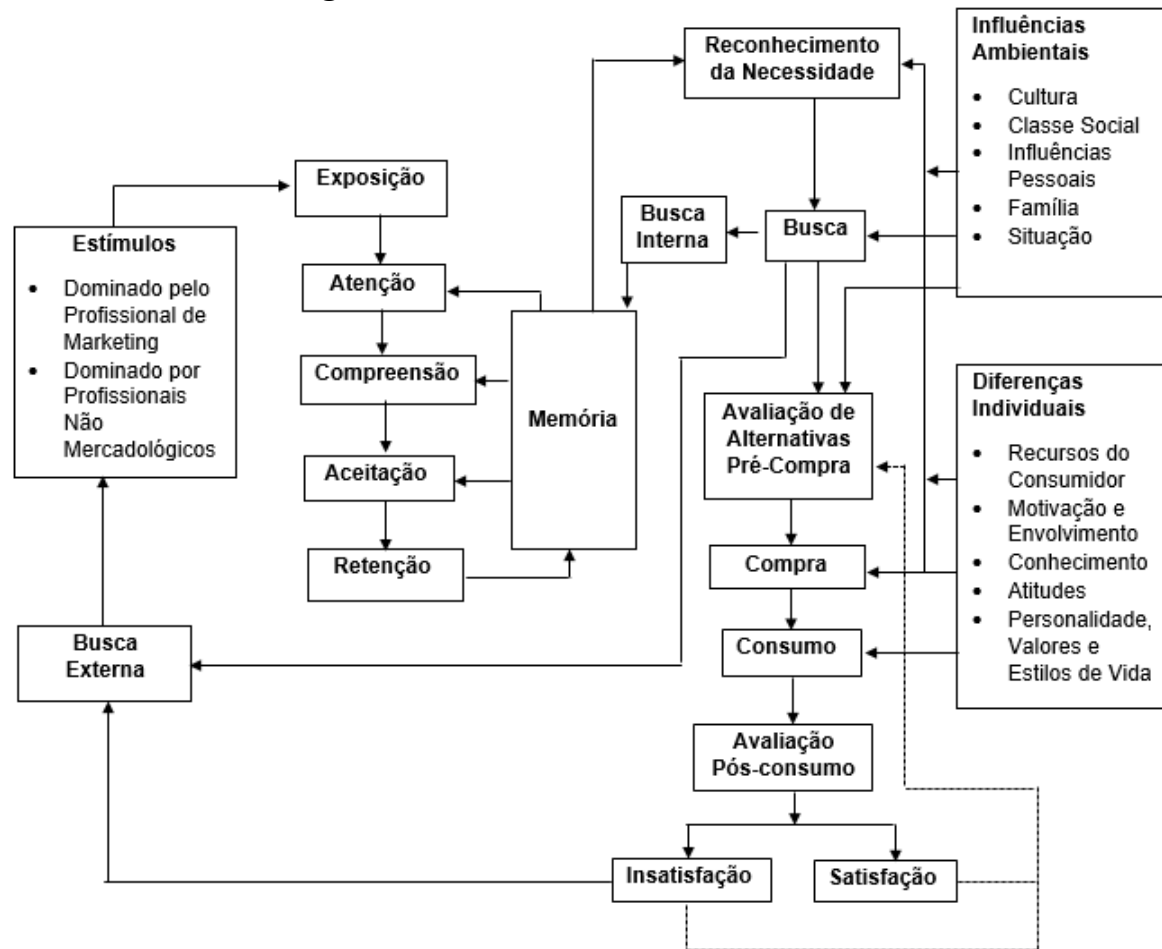 Reconhecimento
da Necessidade
Influências
Ambientais
• Cultura
• Classe Social
• Influências
Pessoais
• Família
• Situação
Exposição
Busca
Interna
Busca
Estímulos
• Dominado pelo
Profissional de
Marketing
• Dominado por
Profissionais
Não
Mercadológicos
Atenção
Compreensão
Memória
Aceitação
Retenção
Avaliação de
Alternativas
Pré-Compra
Diferenças
Individuais
• Recursos do
Consumidor
• Motivação e
Envolvimento
• Conhecimento
• Atitudes
• Personalidade,
Valores e
Estilos de Vida
Compra
Consumo
Busca
Externa
Avaliação
Pós-consumo
Insatisfação
Satisfação